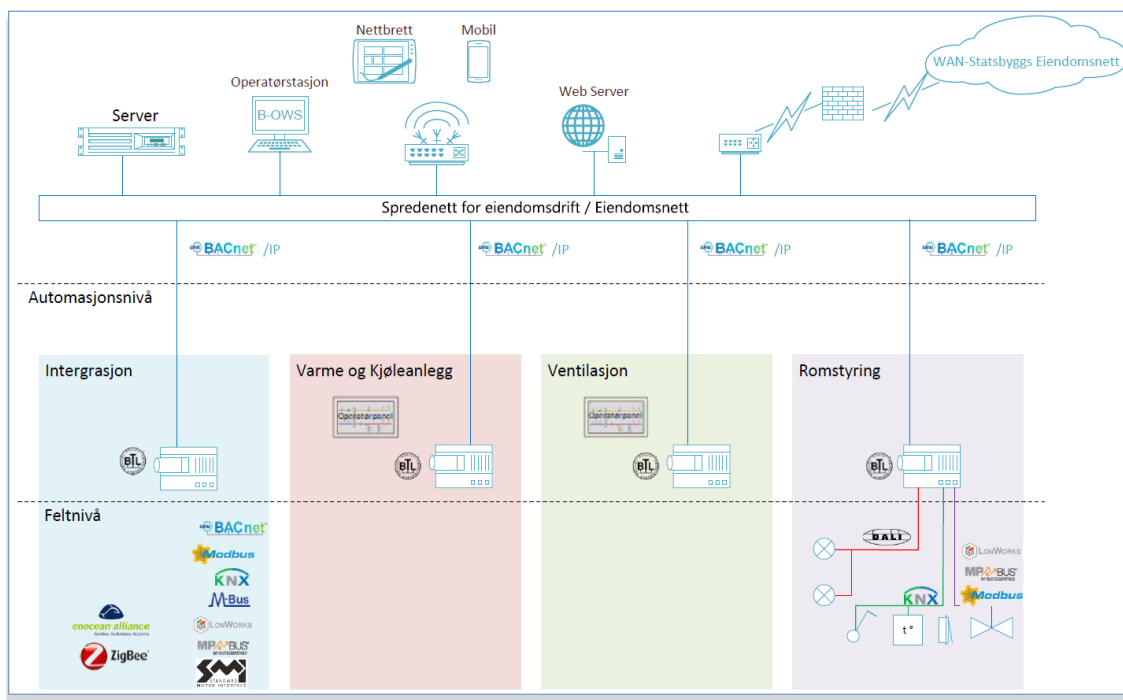 Nettbrett
Mobil
Operatørstasjon
B-OWS
Server
Web Server
WAN-Statsbyggs Eiendomsnett
Spredenett for eiendomsdrift / Eiendomsnett
BACnet /IP
BACnet /IP
BACnet /IP
BACnet /IP
Automasjonsnivå
Intergrasjon
Varme og Kjøleanlegg
Ventilasjon
Romstyring
Operatørpanel
Operatørpanel
BTL
BTL
BTL
BTL
Feltnivå
BACnet
Modbus
KNX
M-Bus
enocean alliance
LONWORKS
ZigBee
MP BUS
SMI
STANDARD
MOTOR INTERFACE
DALI
LONWORKS
MP BUS
KNX
Modbus
t°